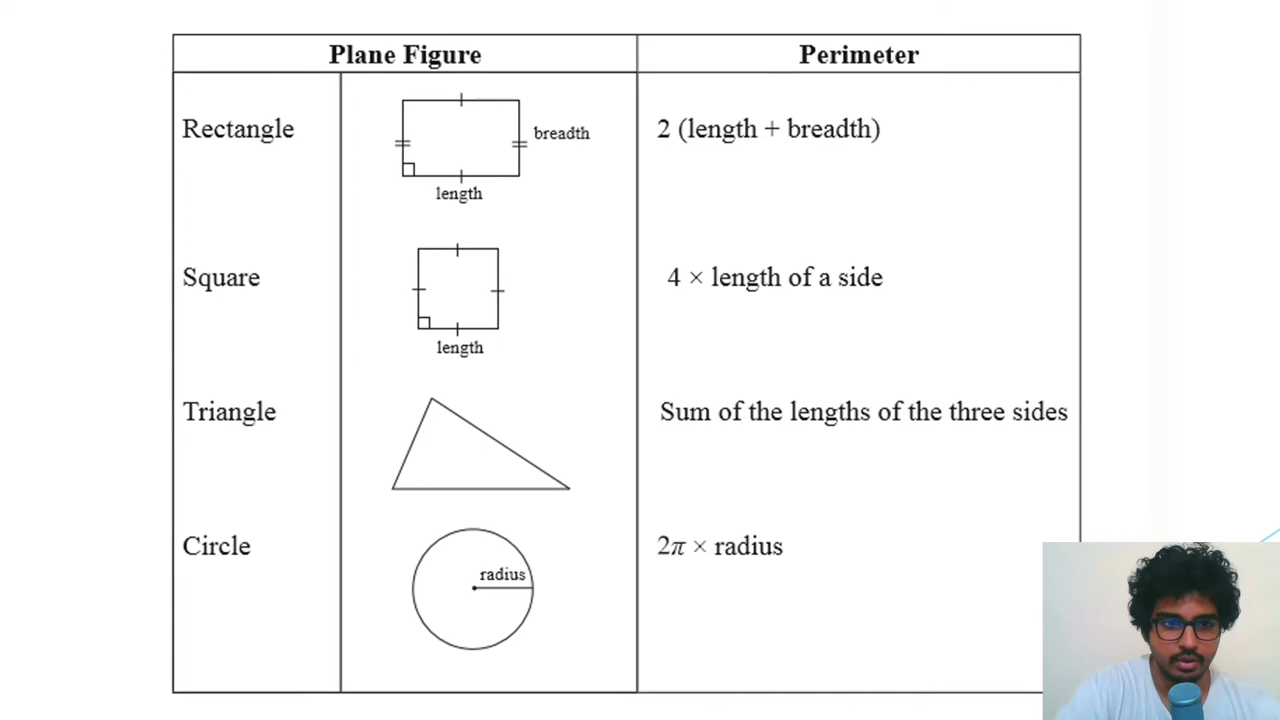 Plane Figure Perimeter
Rectangle breadth 2 (length + breadth)
length
Square 4 × length of a side
length
Triangle Sum of the lengths of the three sides
Circle 2π × radius
radius